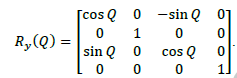 R_y(Q) = [cos Q 0 −sin Q 0
0 1 0 0
sin Q 0 cos Q 0
0 0 0 1].